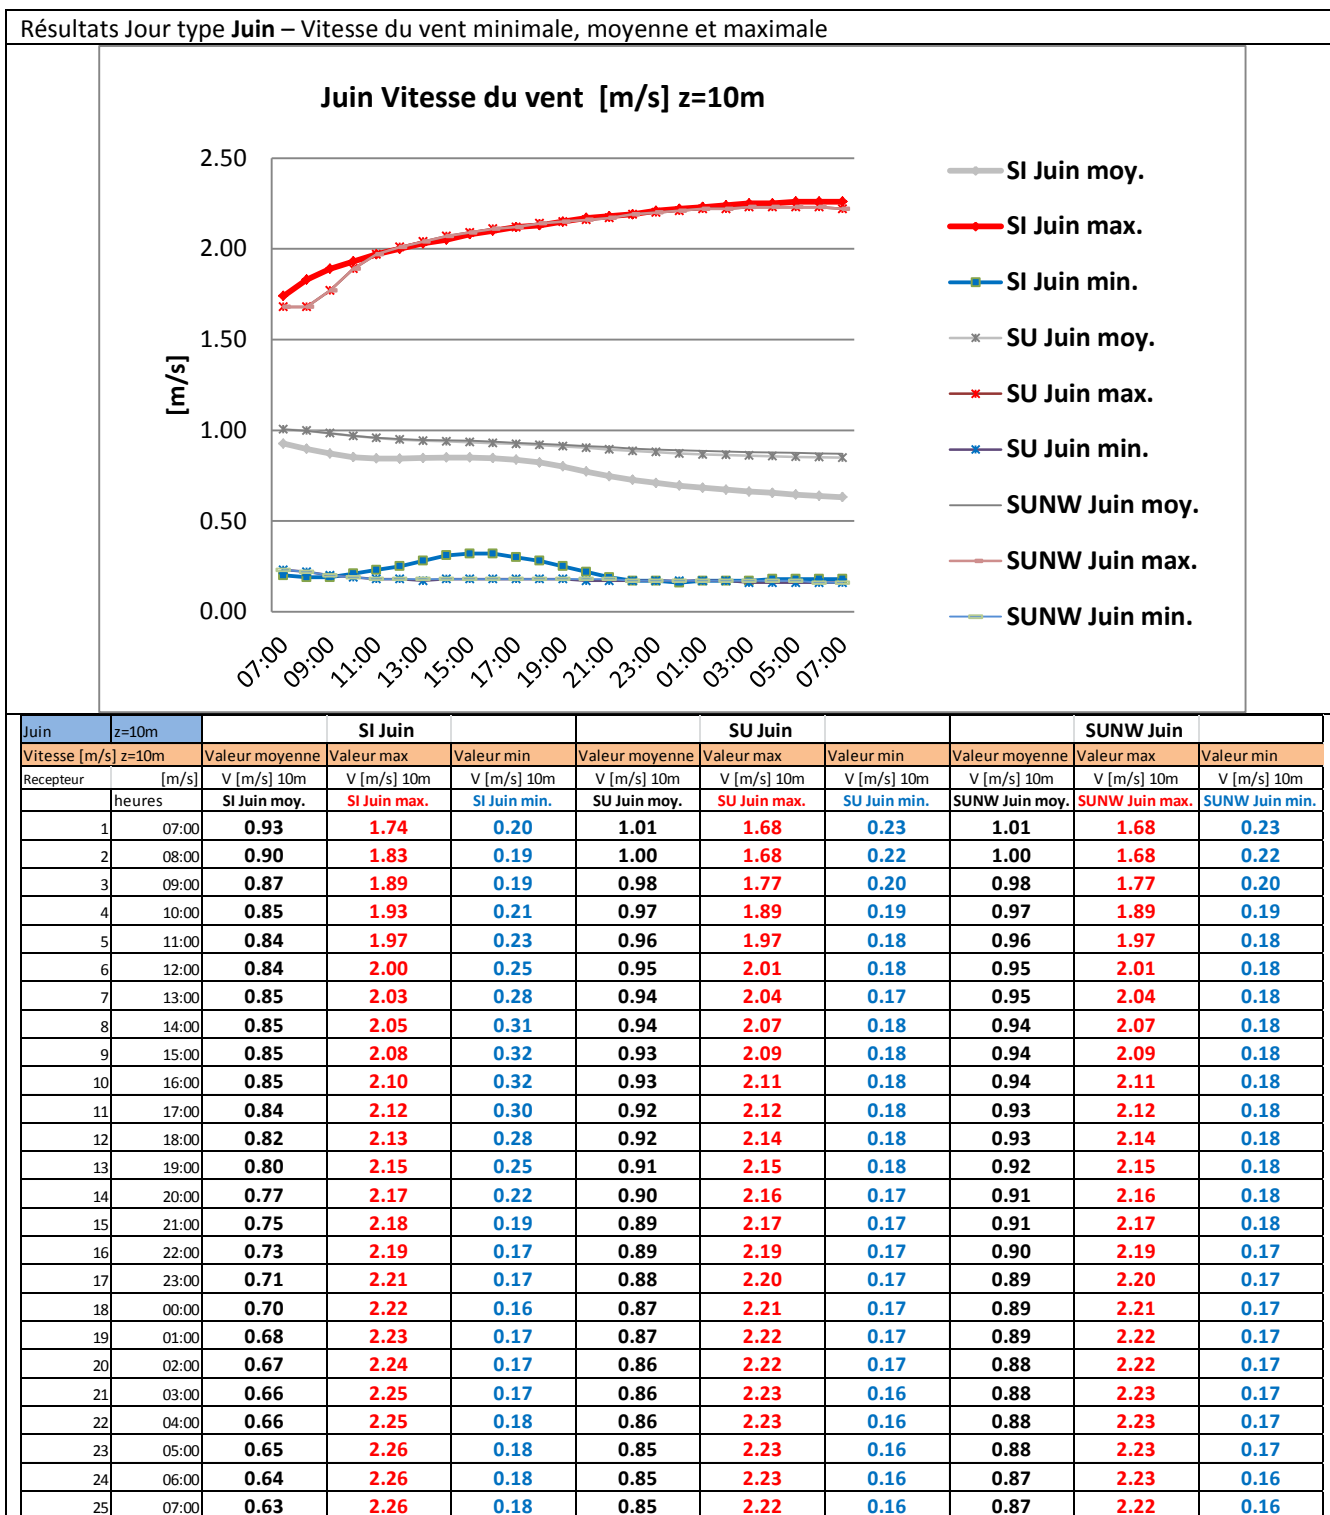 Résultats Jour type Juin – Vitesse du vent minimale, moyenne et maximale
Juin Vitesse du vent [m/s] z=10m
[m/s]
2.50
2.00
1.50
1.00
0.50
0.00
07:00 09:00 11:00 13:00 15:00 17:00 19:00 21:00 23:00 01:00 03:00 05:00 07:00
SI Juin moy.
SI Juin max.
SI Juin min.
SU Juin moy.
SU Juin max.
SU Juin min.
SUNW Juin moy.
SUNW Juin max.
SUNW Juin min.
Juin z=10m SI Juin SU Juin SUNW Juin
Vitesse [m/s] z=10m Valeur moyenne Valeur max Valeur min Valeur moyenne Valeur max Valeur min Valeur moyenne Valeur max Valeur min
Recepteur [m/s] V [m/s] 10m V [m/s] 10m V [m/s] 10m V [m/s] 10m V [m/s] 10m V [m/s] 10m V [m/s] 10m V [m/s] 10m V [m/s] 10m
heures SI Juin moy. SI Juin max. SI Juin min. SU Juin moy. SU Juin max. SU Juin min. SUNW Juin moy. SUNW Juin max. SUNW Juin min.
1 07:00 0.93 1.74 0.20 1.01 1.68 0.23 1.01 1.68 0.23
2 08:00 0.90 1.83 0.19 1.00 1.68 0.22 1.00 1.68 0.22
3 09:00 0.87 1.89 0.19 0.98 1.77 0.20 0.98 1.77 0.20
4 10:00 0.85 1.93 0.21 0.97 1.89 0.19 0.97 1.89 0.19
5 11:00 0.84 1.97 0.23 0.96 1.97 0.18 0.96 1.97 0.18
6 12:00 0.84 2.00 0.25 0.95 2.01 0.18 0.95 2.01 0.18
7 13:00 0.85 2.03 0.28 0.94 2.04 0.17 0.95 2.04 0.18
8 14:00 0.85 2.05 0.31 0.94 2.07 0.18 0.94 2.07 0.18
9 15:00 0.85 2.08 0.32 0.93 2.09 0.18 0.94 2.09 0.18
10 16:00 0.85 2.10 0.32 0.93 2.11 0.18 0.94 2.11 0.18
11 17:00 0.84 2.12 0.30 0.92 2.12 0.18 0.93 2.12 0.18
12 18:00 0.82 2.13 0.28 0.92 2.14 0.18 0.93 2.14 0.18
13 19:00 0.80 2.15 0.25 0.91 2.15 0.18 0.92 2.15 0.18
14 20:00 0.77 2.17 0.22 0.90 2.16 0.17 0.91 2.16 0.18
15 21:00 0.75 2.18 0.19 0.89 2.17 0.17 0.91 2.17 0.18
16 22:00 0.73 2.19 0.17 0.89 2.19 0.17 0.90 2.19 0.17
17 23:00 0.71 2.21 0.17 0.88 2.20 0.17 0.89 2.20 0.17
18 00:00 0.70 2.22 0.16 0.87 2.21 0.17 0.89 2.21 0.17
19 01:00 0.68 2.23 0.17 0.87 2.22 0.17 0.89 2.22 0.17
20 02:00 0.67 2.24 0.17 0.86 2.22 0.17 0.88 2.22 0.17
21 03:00 0.66 2.25 0.17 0.86 2.23 0.16 0.88 2.23 0.17
22 04:00 0.66 2.25 0.18 0.86 2.23 0.16 0.88 2.23 0.17
23 05:00 0.65 2.26 0.18 0.85 2.23 0.16 0.88 2.23 0.17
24 06:00 0.64 2.26 0.18 0.85 2.23 0.16 0.87 2.23 0.16
25 07:00 0.63 2.26 0.18 0.85 2.22 0.16 0.87 2.22 0.16